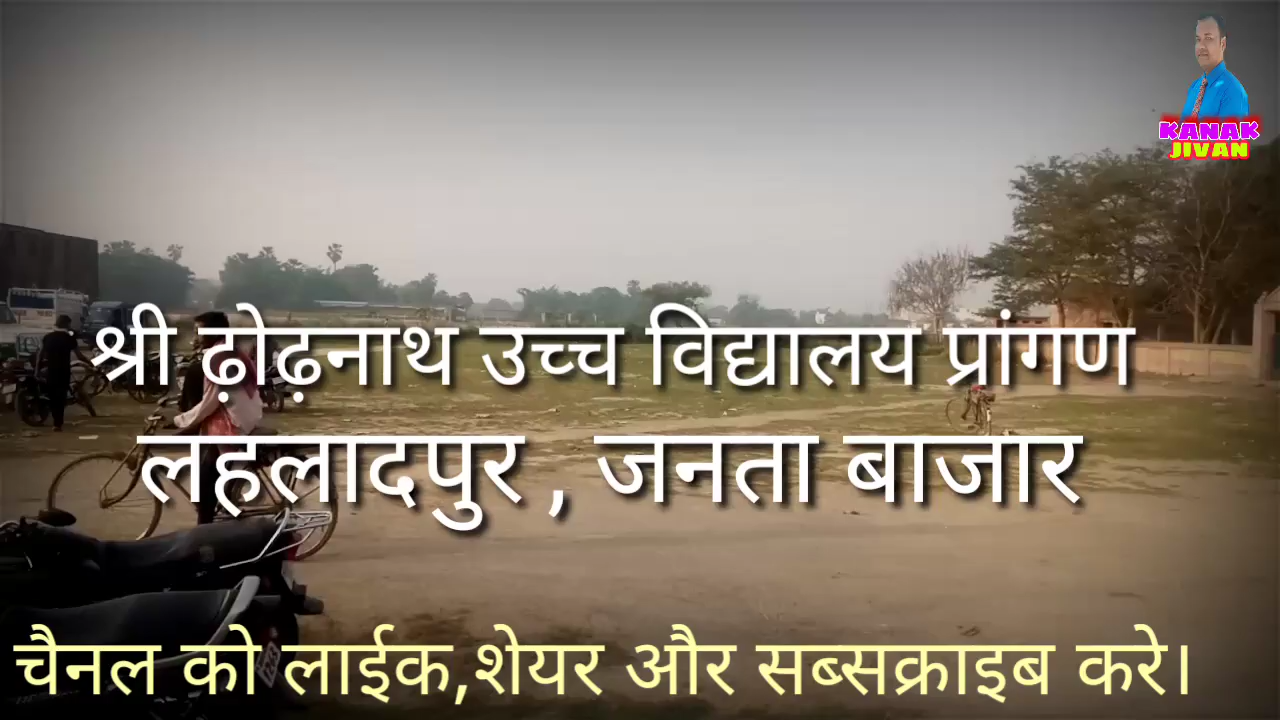 KANAK
JIVAN
श्री ढ़ोढ़नाथ उच्च विद्यालय प्रांगण
लहलादपुर , जनता बाजार
चैनल को लाईक,शेयर और सब्सक्राइब करे।